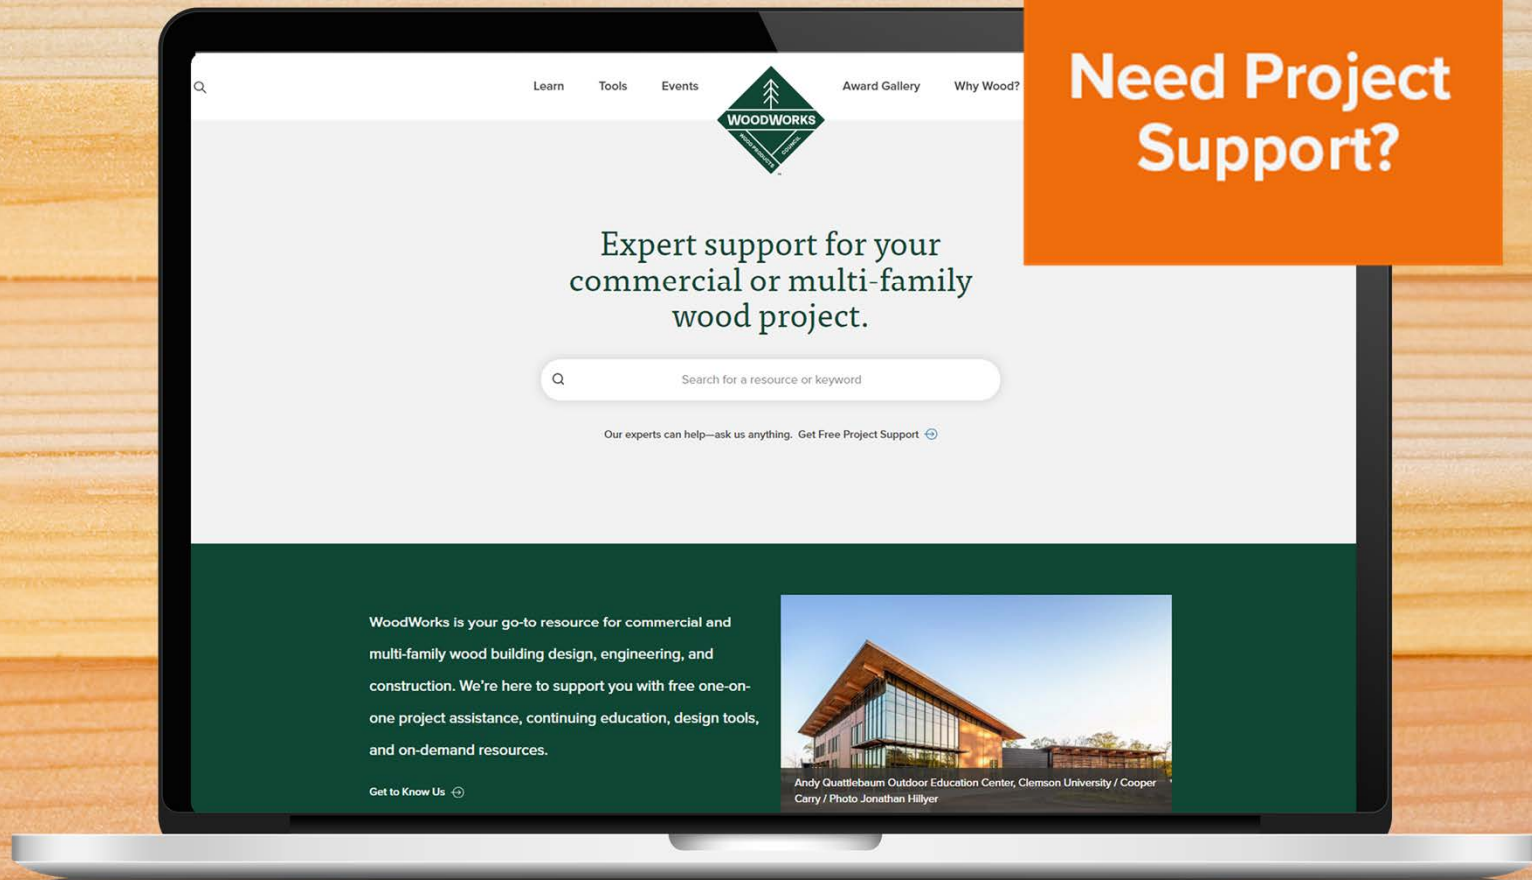 Need Project
Support?
Learn Tools Events Award Gallery Why Wood?
WOODWORKS
WOOD PRODUCTS COUNCIL
™
Expert support for your
commercial or multi-family
wood project.
Search for a resource or keyword
Our experts can help—ask us anything. Get Free Project Support
WoodWorks is your go-to resource for commercial and
multi-family wood building design, engineering, and
construction. We're here to support you with free one-on-
one project assistance, continuing education, design tools,
and on-demand resources.
Get to Know Us
Andy Quattlebaum Outdoor Education Center, Clemson University / Cooper
Carry / Photo Jonathan Hillyer